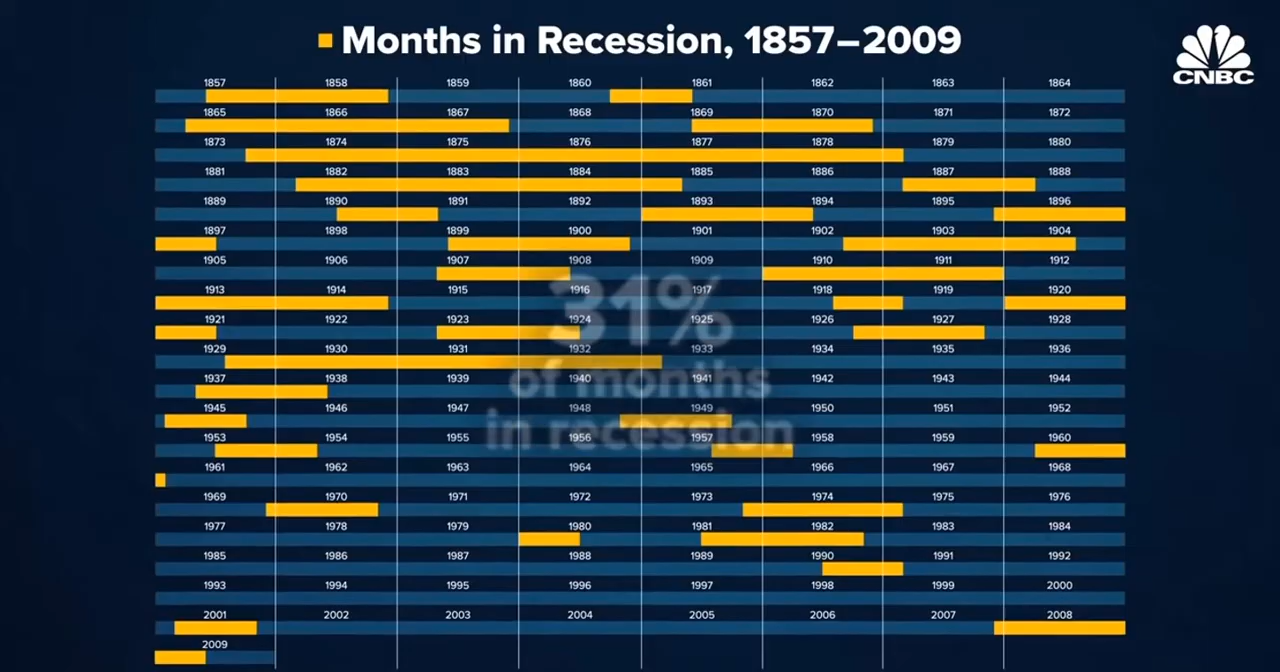 Months in Recession, 1857–2009
CNBC
1857 1858 1859 1860 1861 1862 1863 1864
1865 1866 1867 1868 1869 1870 1871 1872
1873 1874 1875 1876 1877 1878 1879 1880
1881 1882 1883 1884 1885 1886 1887 1888
1889 1890 1891 1892 1893 1894 1895 1896
1897 1898 1899 1900 1901 1902 1903 1904
1905 1906 1907 1908 1909 1910 1911 1912
1913 1914 1915 1916 1917 1918 1919 1920
31%
1921 1922 1923 1924 1925 1926 1927 1928
1929 1930 1931 1932 1933 1934 1935 1936
of months
1937 1938 1939 1940 1941 1942 1943 1944
1945 1946 1947 1948 1949 1950 1951 1952
in recession
1953 1954 1955 1956 1957 1958 1959 1960
1961 1962 1963 1964 1965 1966 1967 1968
1969 1970 1971 1972 1973 1974 1975 1976
1977 1978 1979 1980 1981 1982 1983 1984
1985 1986 1987 1988 1989 1990 1991 1992
1993 1994 1995 1996 1997 1998 1999 2000
2001 2002 2003 2004 2005 2006 2007 2008
2009